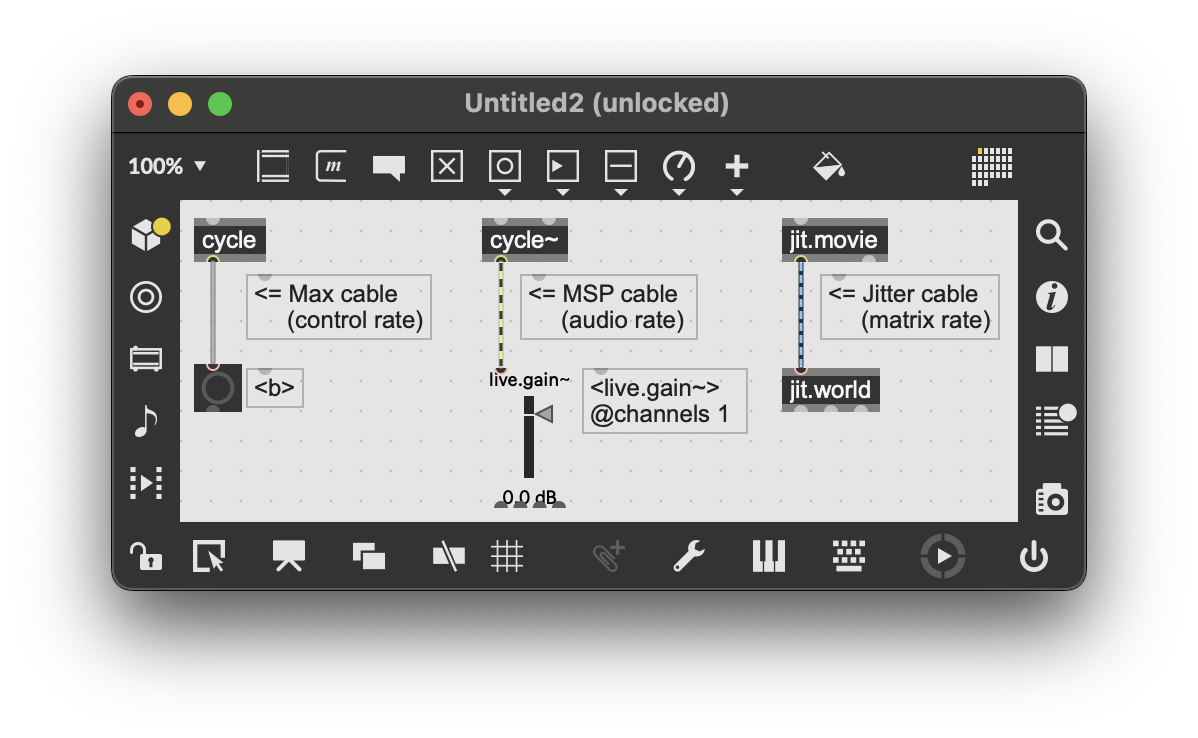 Untitled2 (unlocked)
100%
m
cycle
cycle~
jit.movie
<= Max cable
(control rate)
<= MSP cable
(audio rate)
<= Jitter cable
(matrix rate)
<b>
live.gain~
<live.gain~>
@channels 1
jit.world
0.0 dB